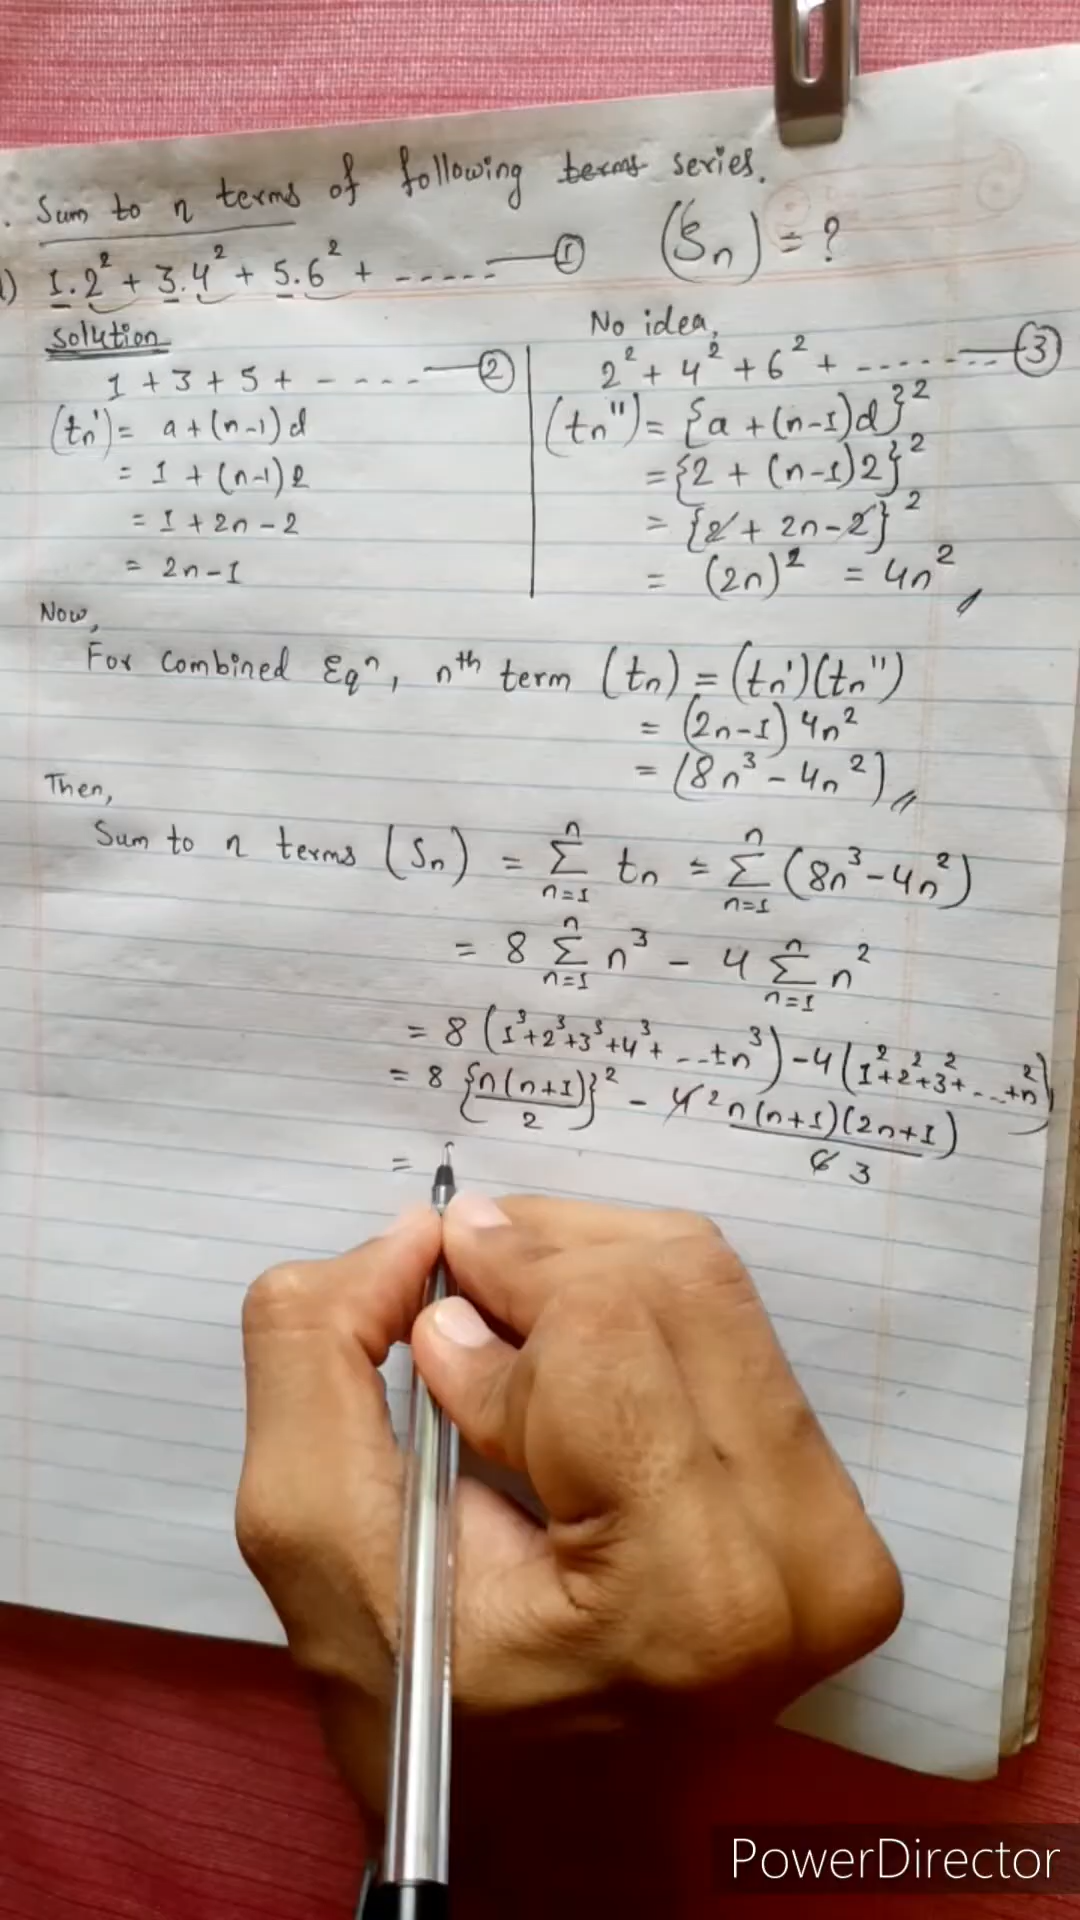 . Sum to n terms of following terms series.
(Sn) = ?
1) 1.2² + 3.4² + 5.6² + ------ ①
Solution
1 + 3 + 5 + - --- ②
(tn') = a + (n-1)d
= 1 + (n-1)2
= 1 + 2n - 2
= 2n - 1
No idea,
2² + 4² + 6² + ------- ③
(tn'') = {a + (n-1)d}²
= {2 + (n-1)2}²
= {2 + 2n - 2}²
= (2n)² = 4n²
Now,
For combined Eqⁿ, nth term (tn) = (tn')(tn'')
= (2n-1) 4n²
= (8n³ - 4n²)
Then,
Sum to n terms (Sn) = Σ_{n=1}^{n} tn = Σ_{n=1}^{n} (8n³ - 4n²)
= 8 Σ_{n=1}^{n} n³ - 4 Σ_{n=1}^{n} n²
= 8 (1³+2³+3³+4³+ ...+n³) - 4 (1²+2²+3²+ ...+n²)
= 8 {n(n+1)/2}² - 4 2 n(n+1)(2n+1)/6 3
=
PowerDirector